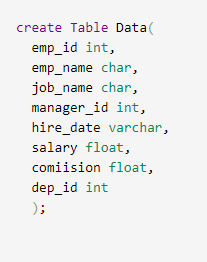 create Table Data(
emp_id int,
emp_name char,
job_name char,
manager_id int,
hire_date varchar,
salary float,
comiision float,
dep_id int
);